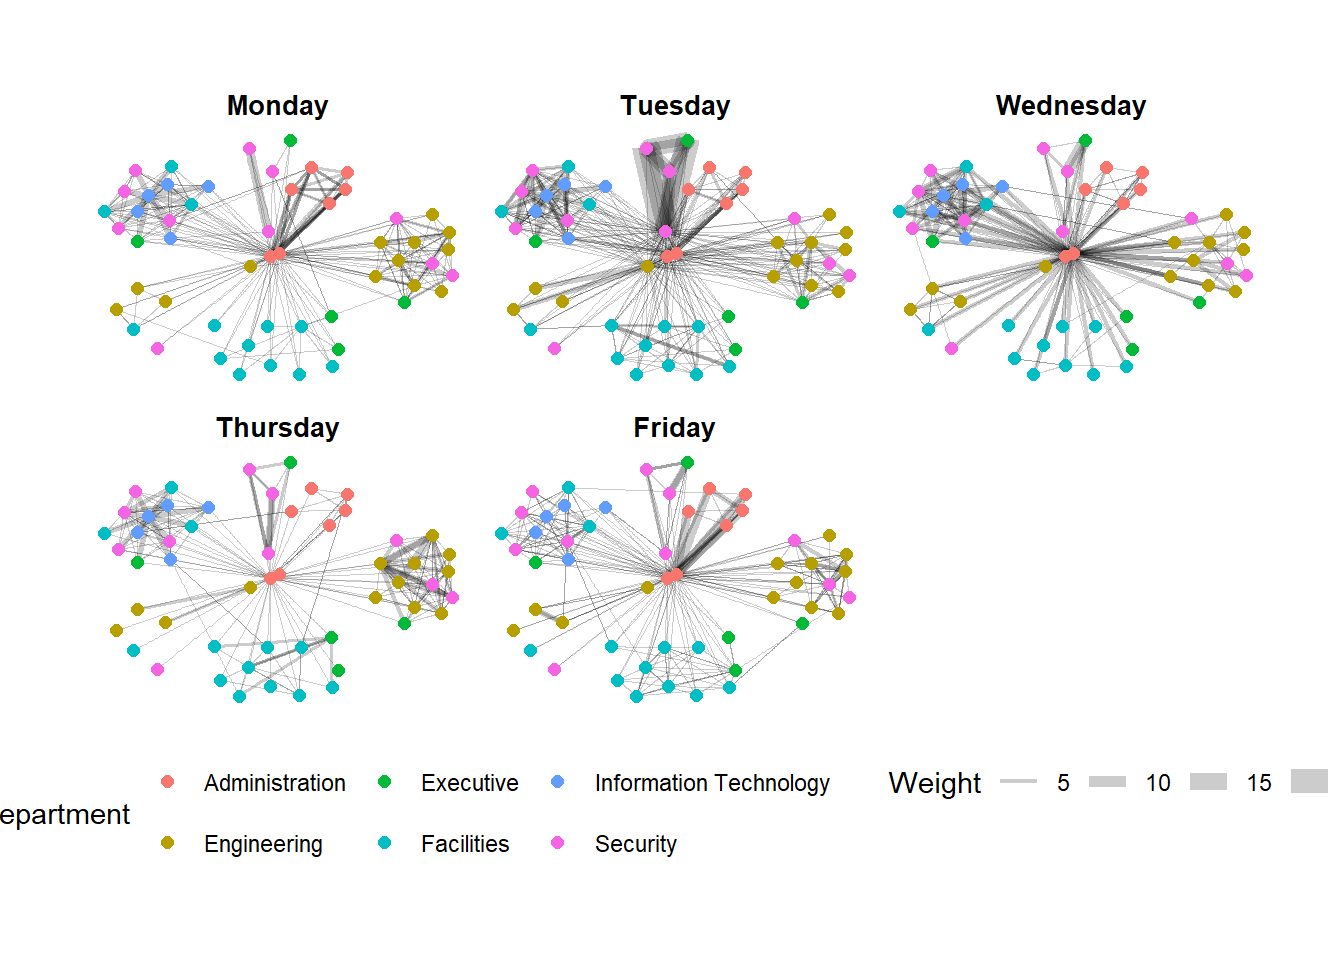 Monday
Tuesday
Wednesday
Thursday
Friday
epartment
Administration
Executive
Information Technology
Engineering
Facilities
Security
Weight
5
10
15